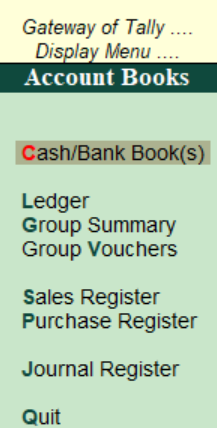 Gateway of Tally ....
Display Menu ....
Account Books
Cash/Bank Book(s)
Ledger
Group Summary
Group Vouchers
Sales Register
Purchase Register
Journal Register
Quit